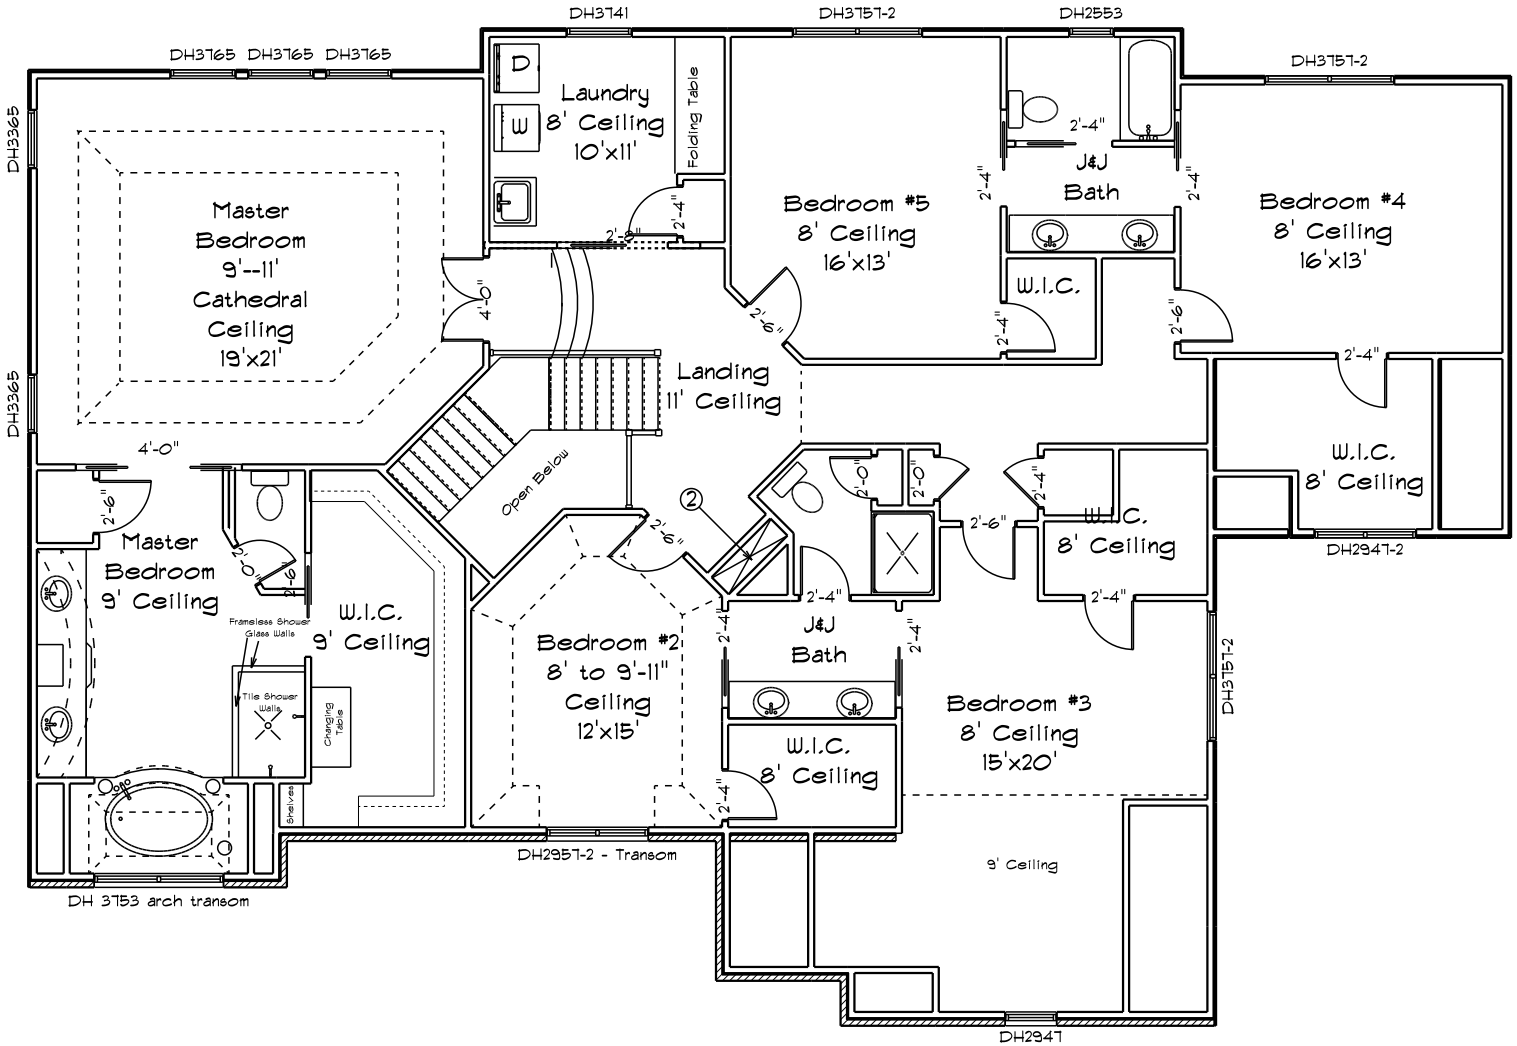 DH3741
DH3757-2
DH2553
DH3765
DH3765
DH3765
DH3757-2
DH3365
D
W
Laundry
8' Ceiling
10'x11'
Folding Table
2'-4"
2'-8"
Master
Bedroom
9'--11'
Cathedral
Ceiling
19'x21'
4'-0"
Bedroom #5
8' Ceiling
16'x13'
2'-6"
2'-4"
2'-4"
J&J
Bath
2'-4"
W.I.C.
2'-4"
Bedroom #4
8' Ceiling
16'x13'
2'-6"
2'-4"
DH3365
Landing
11' Ceiling
4'-0"
2'-6"
Open Below
2
2'-0"
2'-0"
2'-4"
2'-6"
W.I.C.
8' Ceiling
W.I.C.
8' Ceiling
DH2947-2
Master
Bedroom
9' Ceiling
2'-0"
2'-6"
W.I.C.
9' Ceiling
Frameless Shower
Glass Walls
Tile Shower
Walls
Changing
Table
Shelves
2'-6"
Bedroom #2
8' to 9'-11"
Ceiling
12'x15'
2'-4"
2'-4"
J&J
Bath
2'-4"
2'-4"
W.I.C.
8' Ceiling
2'-4"
Bedroom #3
8' Ceiling
15'x20'
DH3757-2
9' Ceiling
DH2957-2 - Transom
DH 3753 arch transom
DH2947